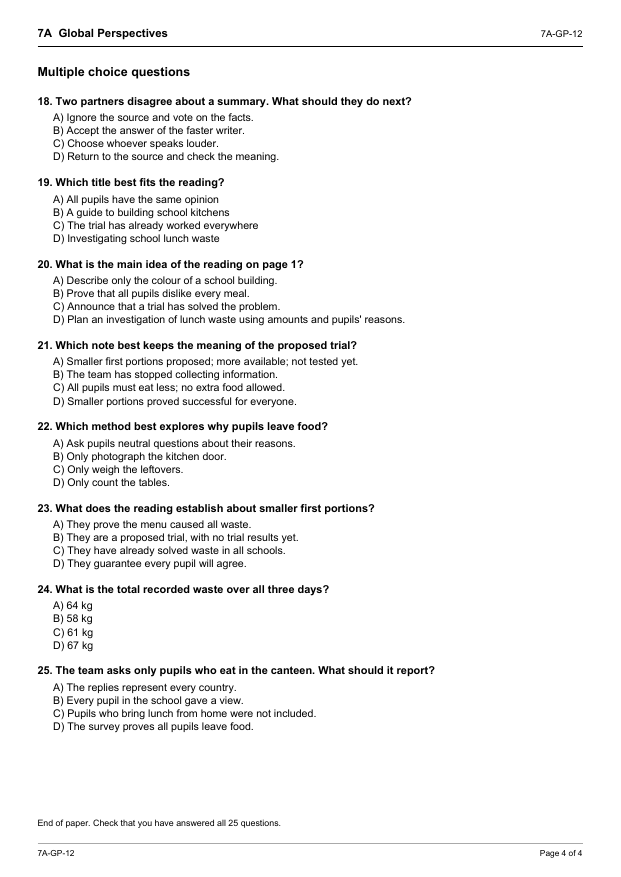 7A Global Perspectives
7A-GP-12
Multiple choice questions
18. Two partners disagree about a summary. What should they do next?
A) Ignore the source and vote on the facts.
B) Accept the answer of the faster writer.
C) Choose whoever speaks louder.
D) Return to the source and check the meaning.
19. Which title best fits the reading?
A) All pupils have the same opinion
B) A guide to building school kitchens
C) The trial has already worked everywhere
D) Investigating school lunch waste
20. What is the main idea of the reading on page 1?
A) Describe only the colour of a school building.
B) Prove that all pupils dislike every meal.
C) Announce that a trial has solved the problem.
D) Plan an investigation of lunch waste using amounts and pupils' reasons.
21. Which note best keeps the meaning of the proposed trial?
A) Smaller first portions proposed; more available; not tested yet.
B) The team has stopped collecting information.
C) All pupils must eat less; no extra food allowed.
D) Smaller portions proved successful for everyone.
22. Which method best explores why pupils leave food?
A) Ask pupils neutral questions about their reasons.
B) Only photograph the kitchen door.
C) Only weigh the leftovers.
D) Only count the tables.
23. What does the reading establish about smaller first portions?
A) They prove the menu caused all waste.
B) They are a proposed trial, with no trial results yet.
C) They have already solved waste in all schools.
D) They guarantee every pupil will agree.
24. What is the total recorded waste over all three days?
A) 64 kg
B) 58 kg
C) 61 kg
D) 67 kg
25. The team asks only pupils who eat in the canteen. What should it report?
A) The replies represent every country.
B) Every pupil in the school gave a view.
C) Pupils who bring lunch from home were not included.
D) The survey proves all pupils leave food.
End of paper. Check that you have answered all 25 questions.
7A-GP-12
Page 4 of 4